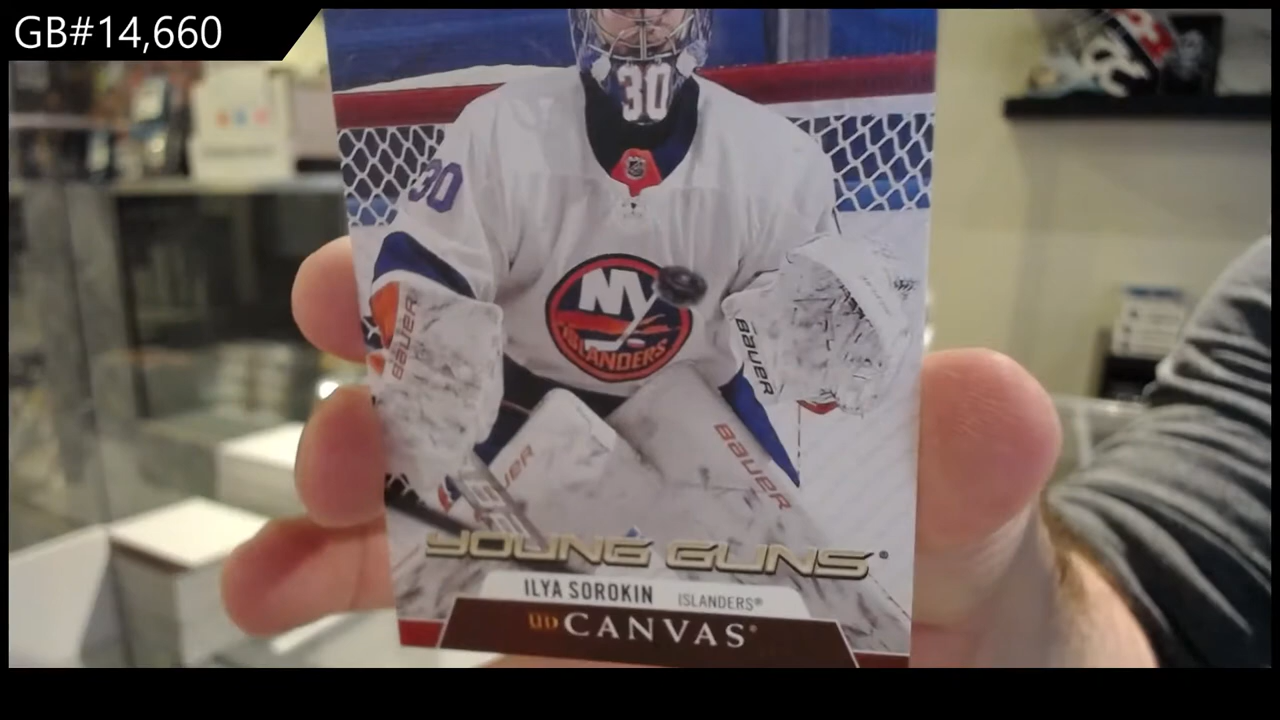 GB#14,660
30
30
NY
ISLANDERS
BAUER
BAUER
BAUER
YOUNG GUNS
ILYA SOROKIN ISLANDERS®
UD CANVAS